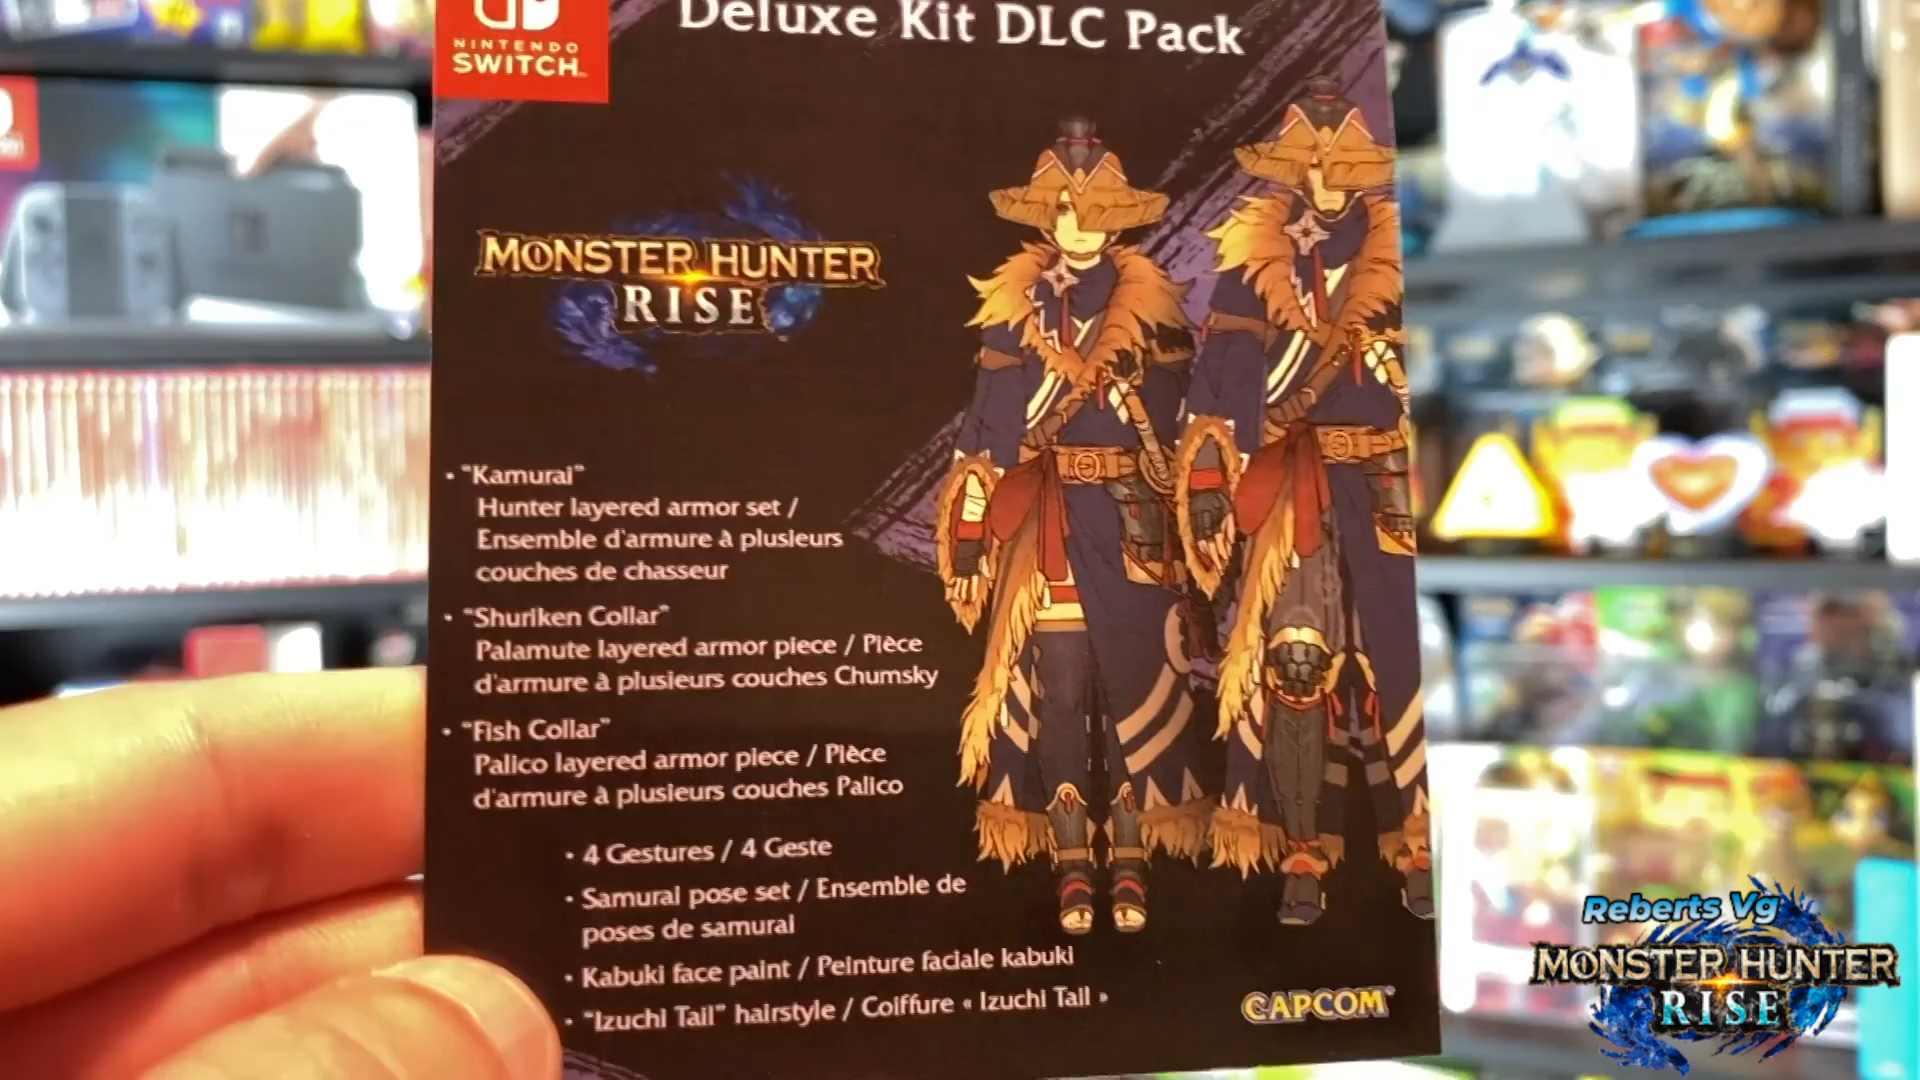 Deluxe Kit DLC Pack
NINTENDO
SWITCH™
MONSTER HUNTER
RISE
• "Kamurai"
Hunter layered armor set /
Ensemble d'armure à plusieurs
couches de chasseur
• "Shuriken Collar"
Palamute layered armor piece / Pièce
d'armure à plusieurs couches Chumsky
• "Fish Collar"
Palico layered armor piece / Pièce
d'armure à plusieurs couches Palico
• 4 Gestures / 4 Geste
• Samurai pose set / Ensemble de
poses de samurai
• Kabuki face paint / Peinture faciale kabuki
• "Izuchi Tail" hairstyle / Coiffure « Izuchi Tail »
CAPCOM®
Reberts Vg
MONSTER HUNTER
RISE